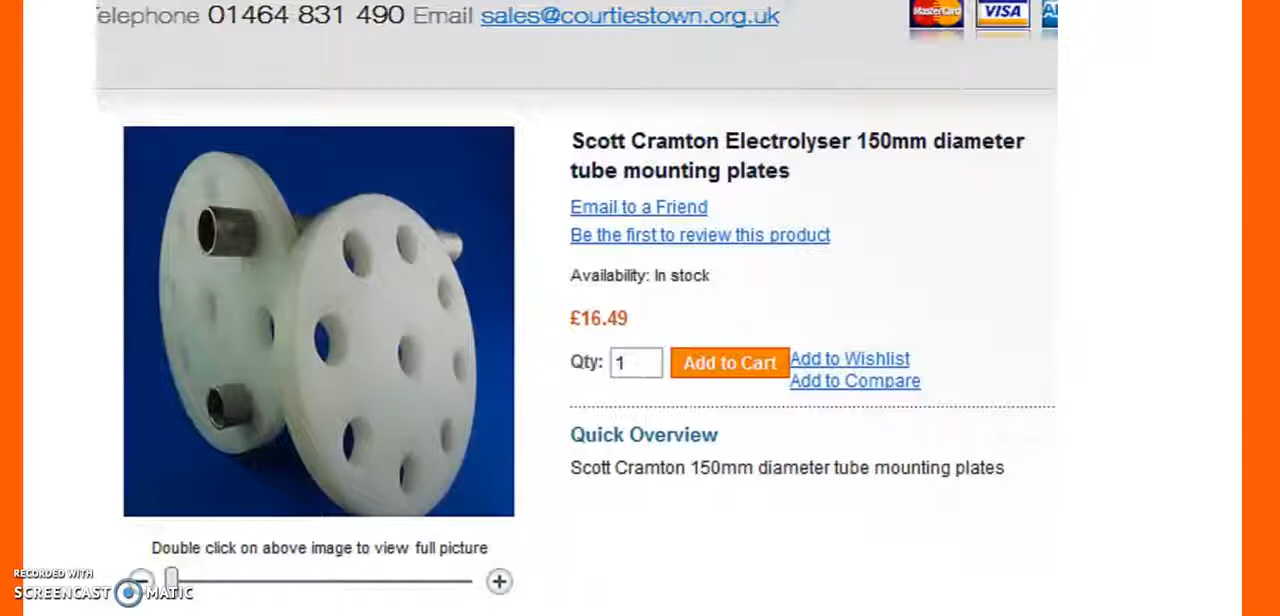 elephone 01464 831 490 Email sales@courtiestown.org.uk
MasterCard VISA
Scott Cramton Electrolyser 150mm diameter
tube mounting plates
Email to a Friend
Be the first to review this product
Availability: In stock
£16.49
Qty: 1 Add to Cart Add to Wishlist
Add to Compare
Quick Overview
Scott Cramton 150mm diameter tube mounting plates
Double click on above image to view full picture
RECORDED WITH
SCREENCAST MATIC